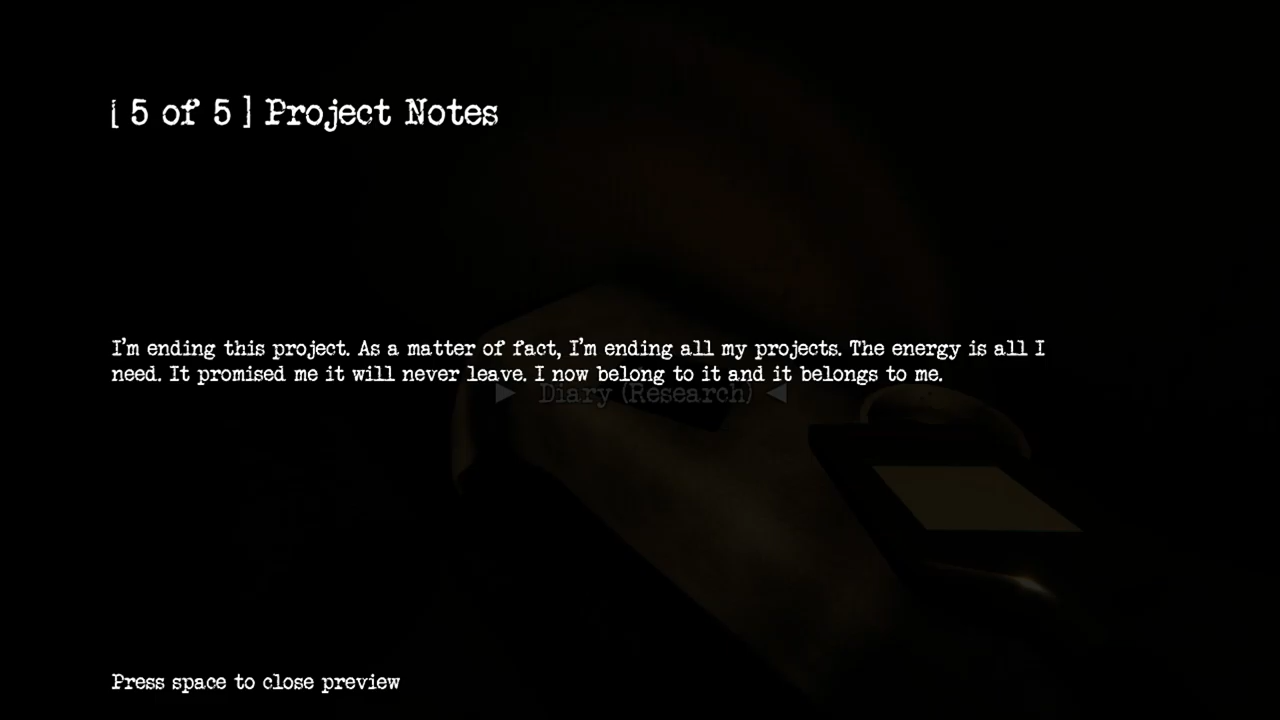 [ 5 of 5 ] Project Notes
I'm ending this project. As a matter of fact, I'm ending all my projects. The energy is all I
need. It promised me it will never leave. I now belong to it and it belongs to me.
▶ Diary (Research) ◀
Press space to close preview